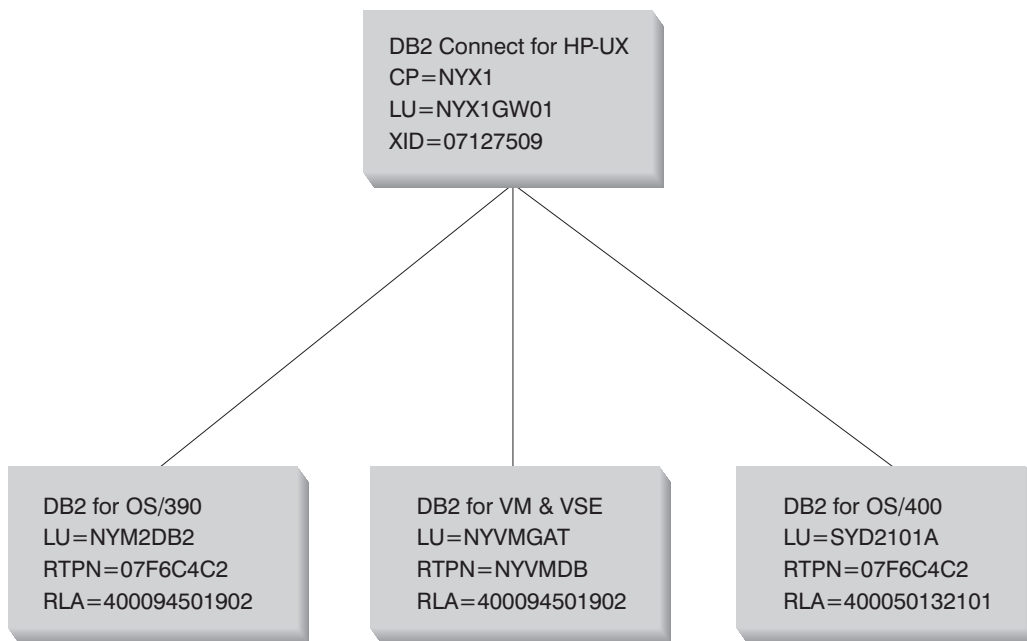 DB2 Connect for HP-UX
CP=NYX1
LU=NYX1GW01
XID=07127509
DB2 for OS/390
LU=NYM2DB2
RTPN=07F6C4C2
RLA=400094501902
DB2 for VM & VSE
LU=NYVMGAT
RTPN=NYVMDB
RLA=400094501902
DB2 for OS/400
LU=SYD2101A
RTPN=07F6C4C2
RLA=400050132101